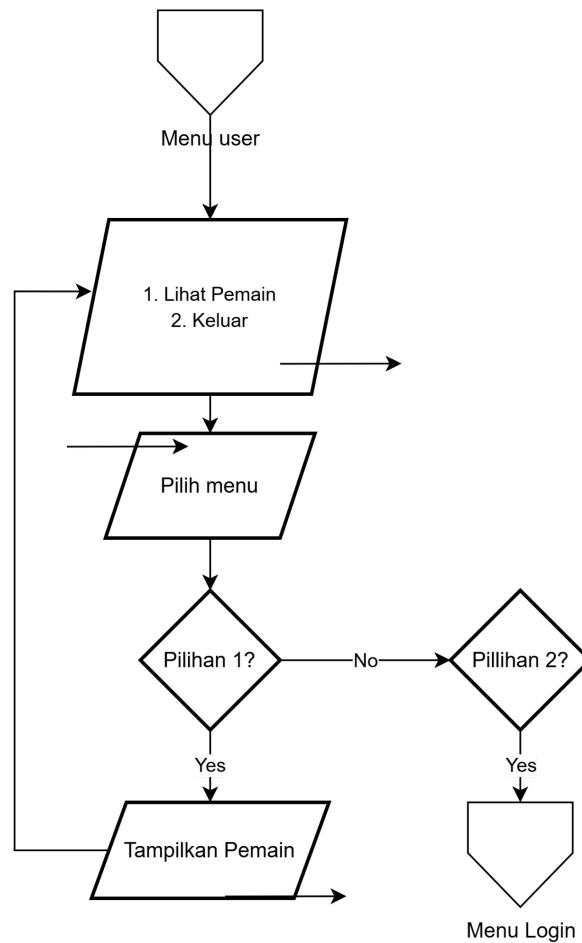 Menu user
1. Lihat Pemain
2. Keluar
Pilih menu
Pilihan 1?
No
Pillihan 2?
Yes
Yes
Tampilkan Pemain
Menu Login